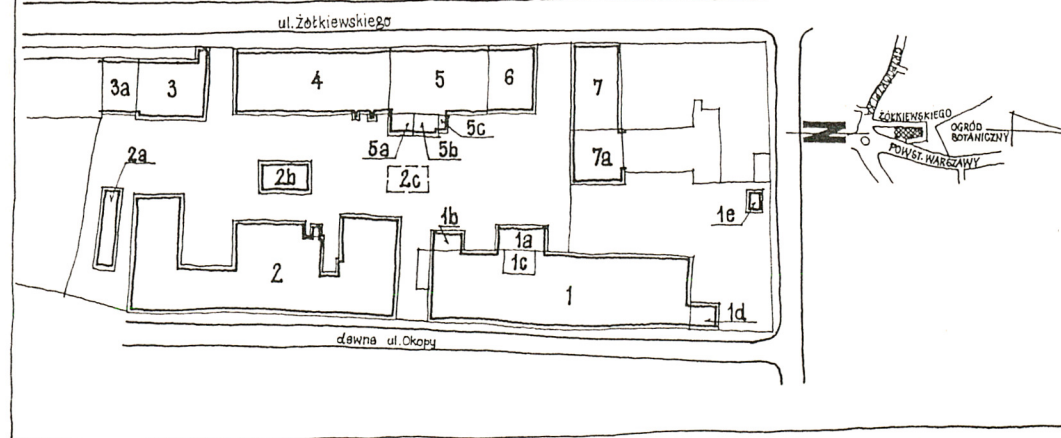 ul. Żółkiewskiego
3a
3
4
5
6
7
5a
5b
5c
7a
2a
2b
2c
1e
1b
1a
1c
2
1
1d
dawna ul. Okopy
N
ŻÓŁKIEWSKIEGO
OGRÓD
BOTANICZNY
POWST. WARSZAWY